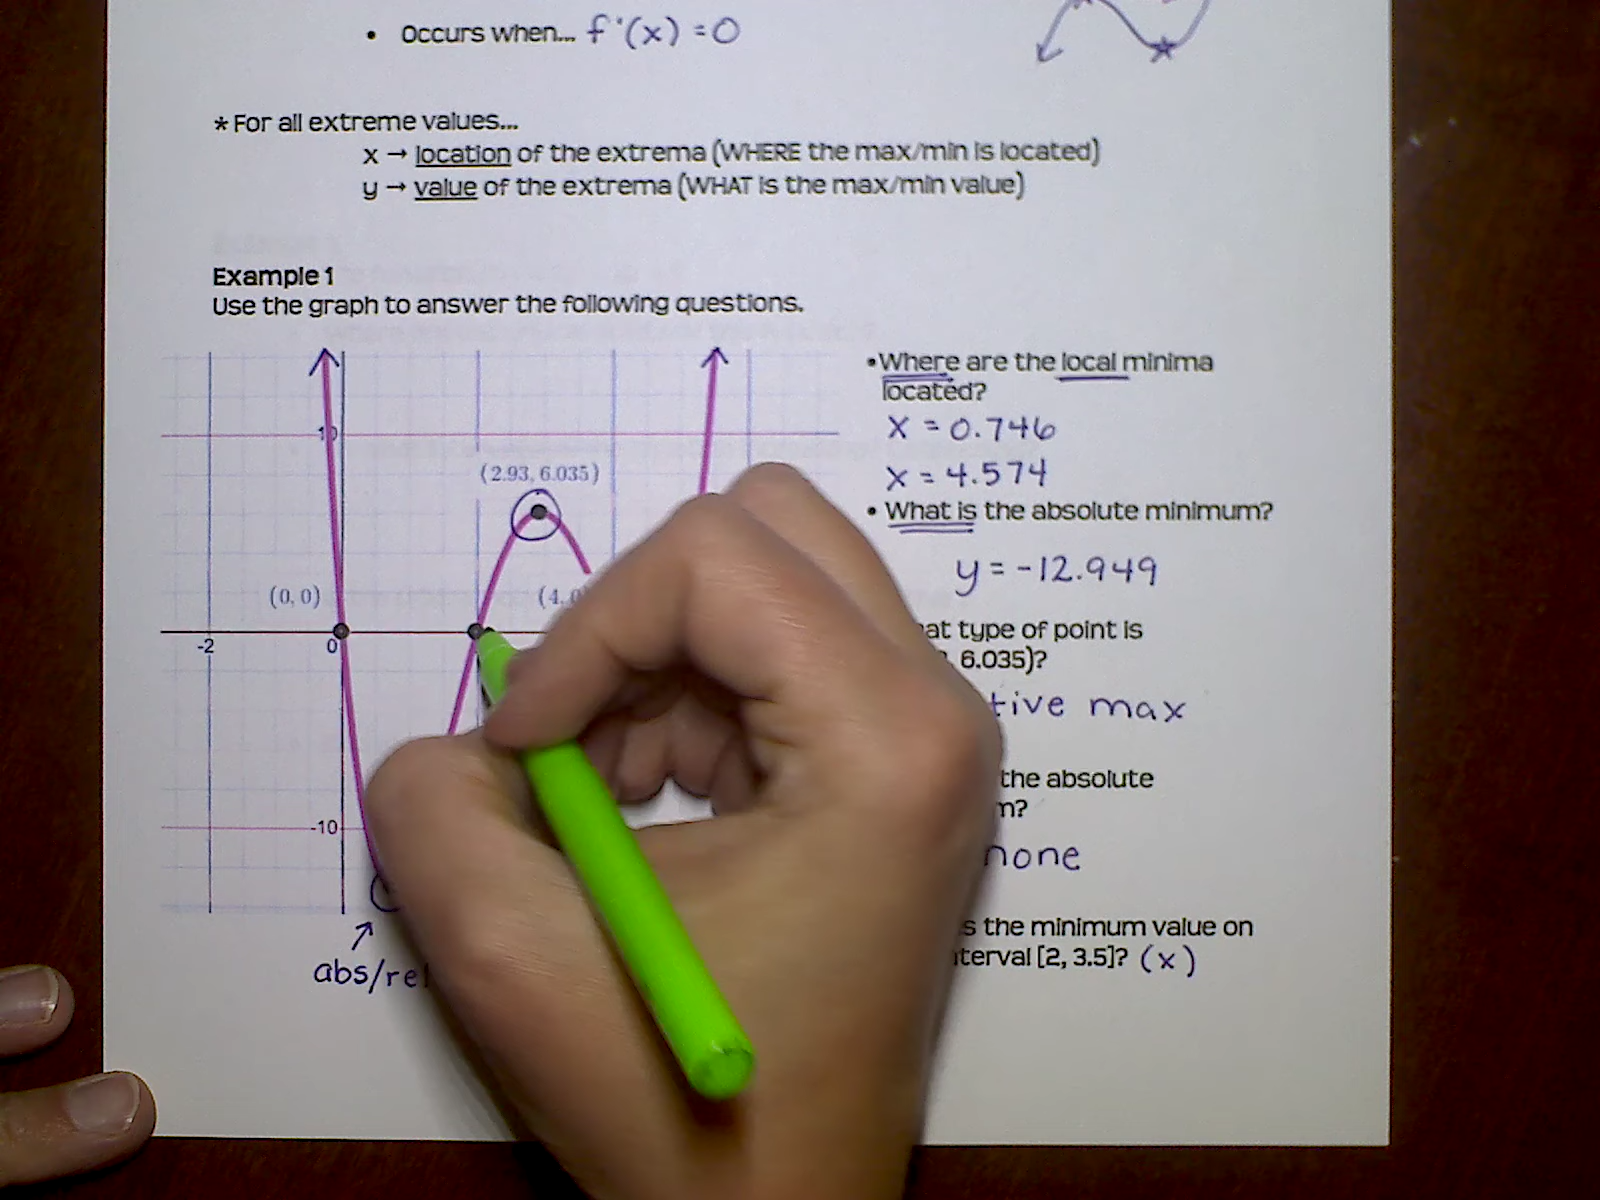 • Occurs when... f'(x) = 0
* For all extreme values...
x → location of the extrema (WHERE the max/min is located)
y → value of the extrema (WHAT is the max/min value)
Example 1
Use the graph to answer the following questions.
10
(2.93, 6.035)
(0, 0)
(4, 0
-2
0
-10
abs/rel
• Where are the local minima
located?
x = 0.746
x = 4.574
• What is the absolute minimum?
y = -12.949
at type of point is
, 6.035)?
tive max
the absolute
m?
none
s the minimum value on
terval [2, 3.5]? (x)